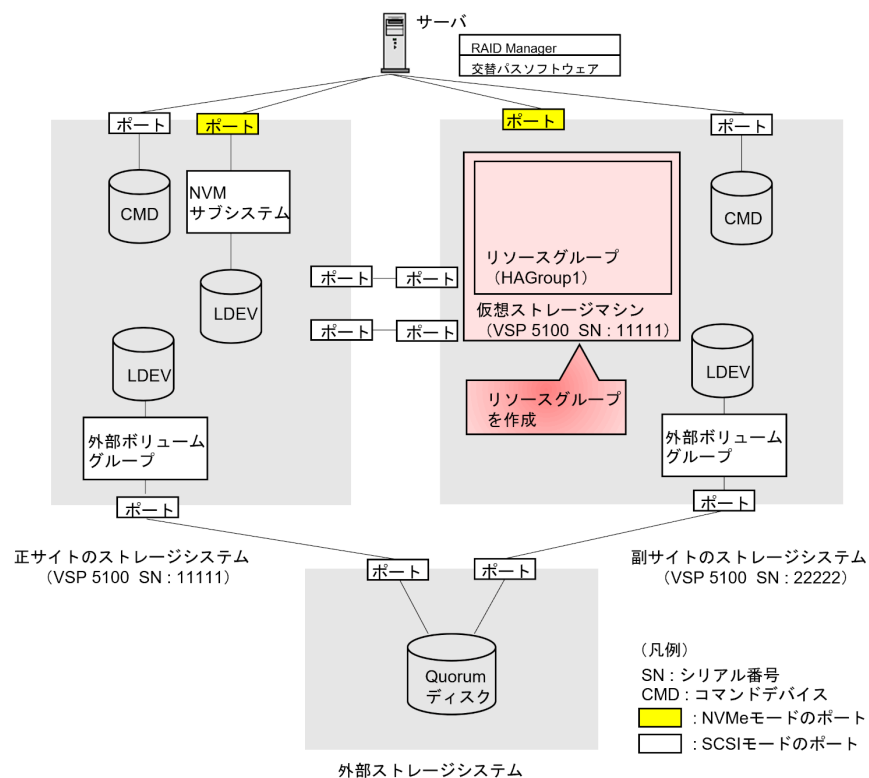 サーバ
RAID Manager
交替パスソフトウェア
ポート
ポート
ポート
ポート
CMD
NVM
サブシステム
LDEV
リソースグループ
（HAGroup1）
仮想ストレージマシン
（VSP 5100 SN : 11111）
CMD
ポート
ポート
ポート
ポート
LDEV
LDEV
リソースグループ
を作成
外部ボリューム
グループ
外部ボリューム
グループ
ポート
ポート
正サイトのストレージシステム
（VSP 5100 SN : 11111）
副サイトのストレージシステム
（VSP 5100 SN : 22222）
ポート
ポート
Quorum
ディスク
外部ストレージシステム
（凡例）
SN : シリアル番号
CMD : コマンドデバイス
: NVMeモードのポート
: SCSIモードのポート